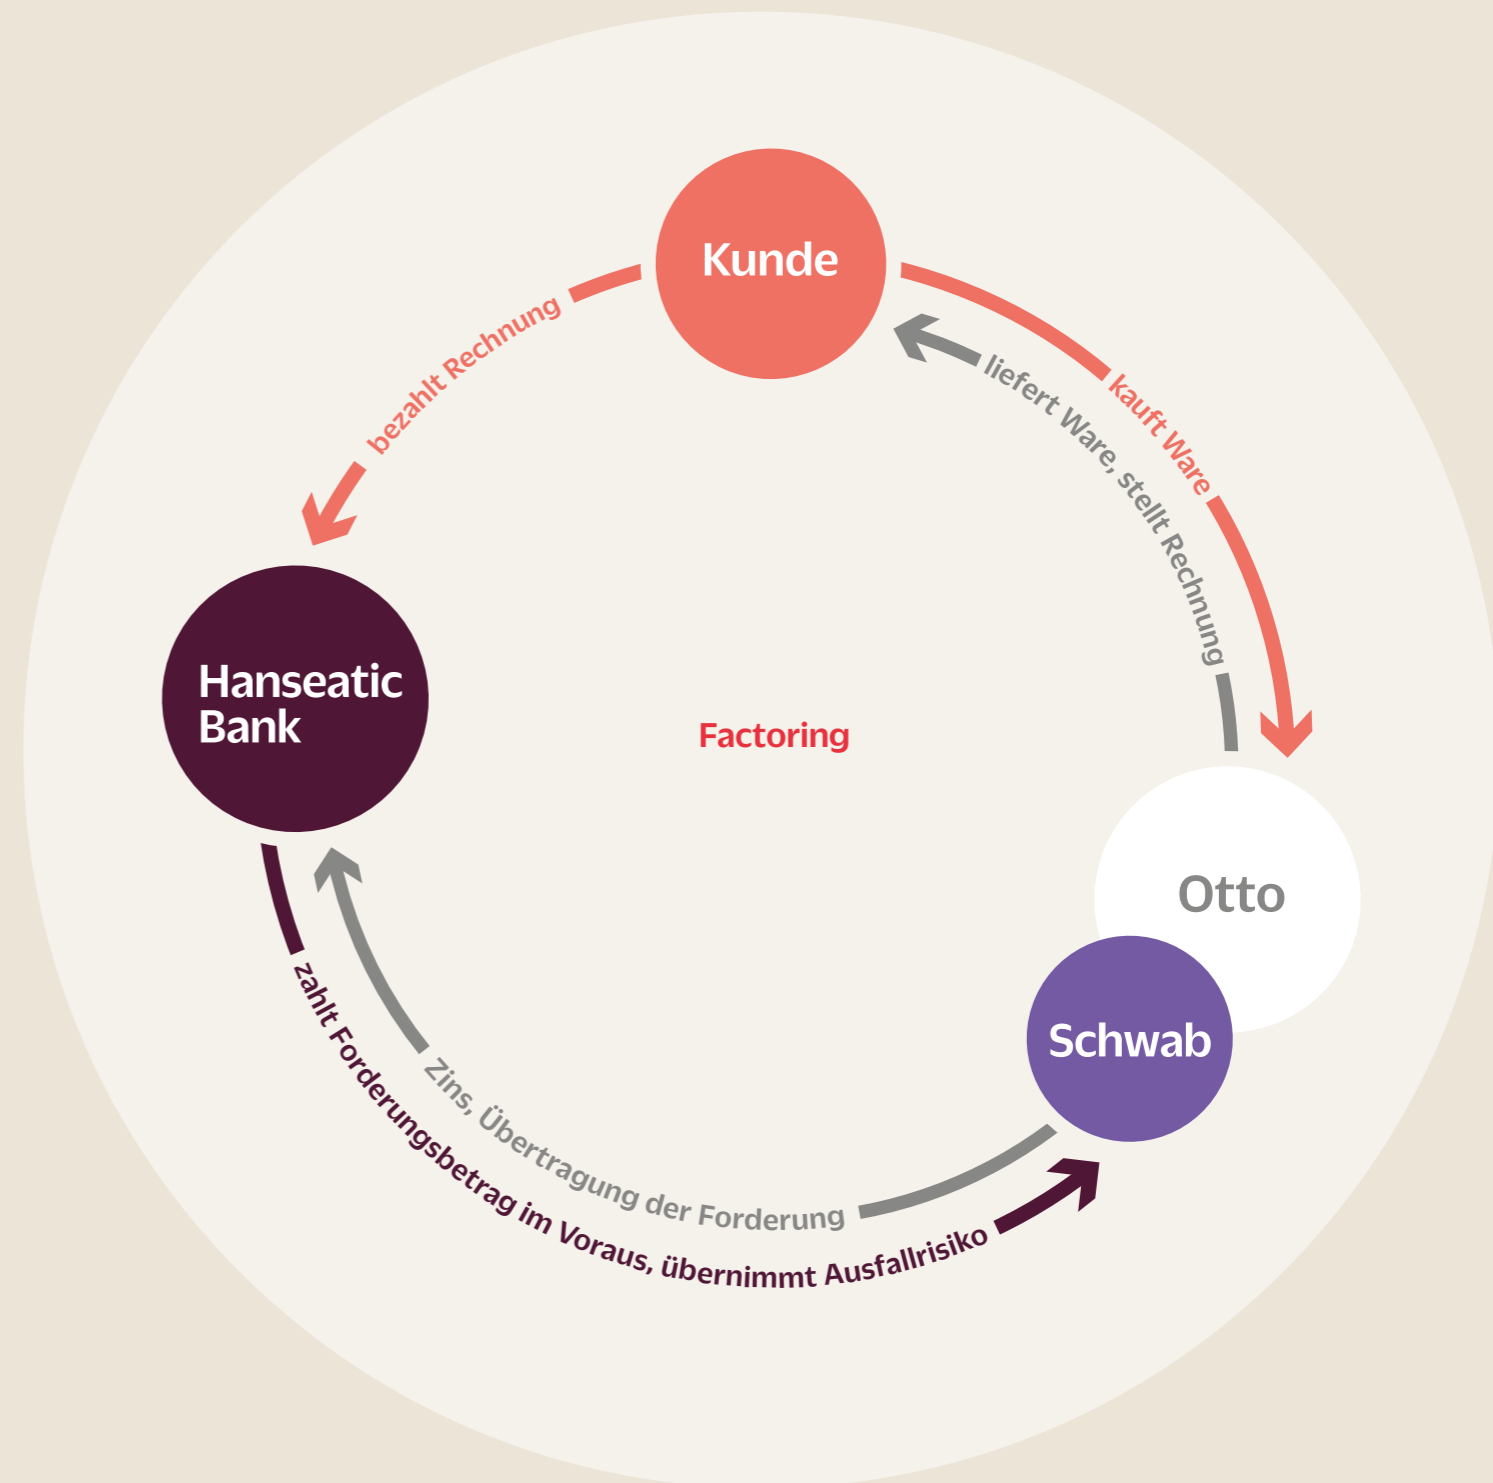 Kunde
bezahlt Rechnung
kauft Ware
liefert Ware, stellt Rechnung
Hanseatic
Bank
Factoring
Otto
Schwab
Zins, Übertragung der Forderung
zahlt Forderungsbetrag im Voraus, übernimmt Ausfallrisiko